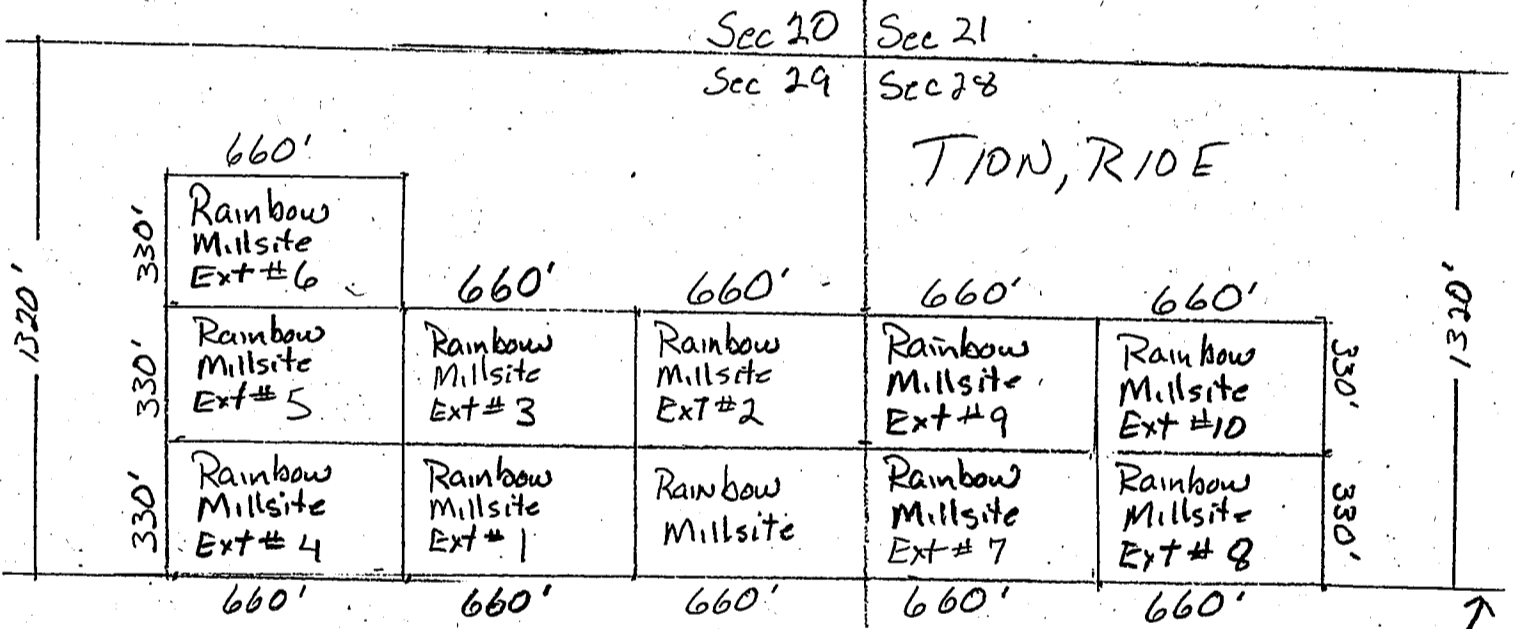 Sec 20 Sec 21
Sec 29 Sec 28
T10N, R10E
660'
1320'
1320'
330'
Rainbow
Millsite
Ext #6
660' 660' 660' 660'
330'
Rainbow
Millsite
Ext # 5
Rainbow
Millsite
Ext # 3
Rainbow
Millsite
ExT #2
Rainbow
Millsite
Ext #9
Rainbow
Millsite
Ext #10
330'
330'
Rainbow
Millsite
Ext # 4
Rainbow
Millsite
Ext # 1
Rainbow
Millsite
Rainbow
Millsite
Ext # 7
Rainbow
Millsite
Ext # 8
330'
660' 660' 660' 660' 660'